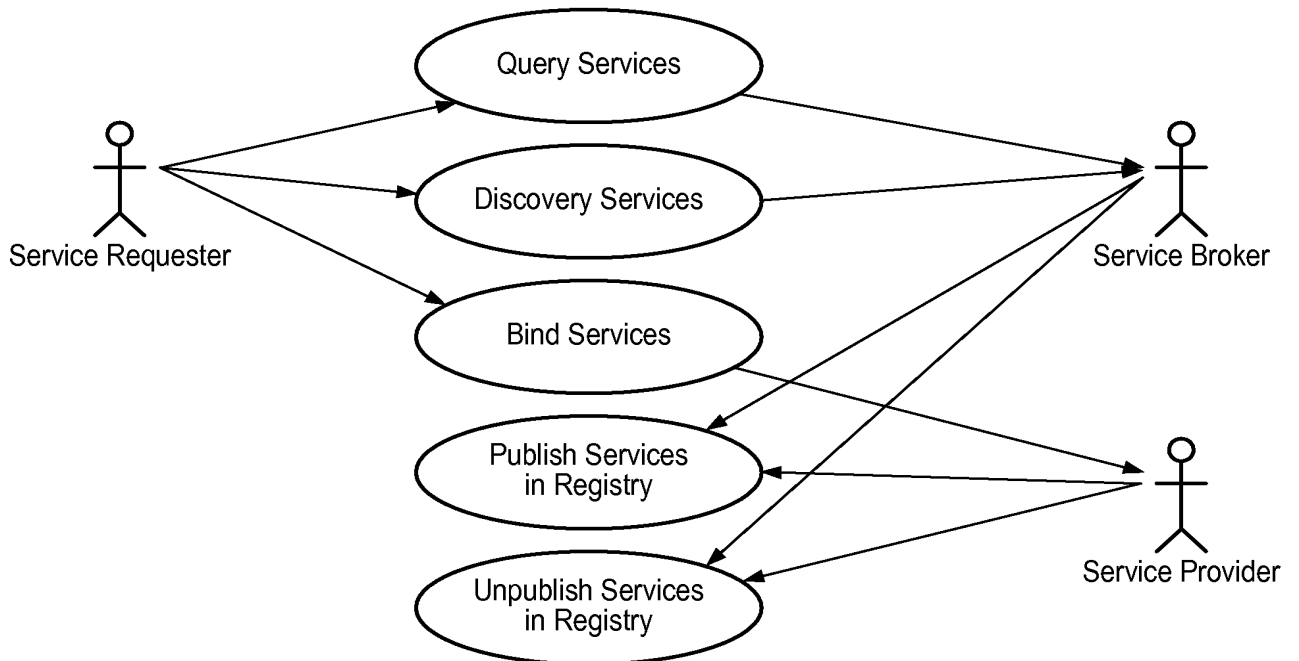 Query Services
Discovery Services
Service Requester
Service Broker
Bind Services
Publish Services
in Registry
Service Provider
Unpublish Services
in Registry